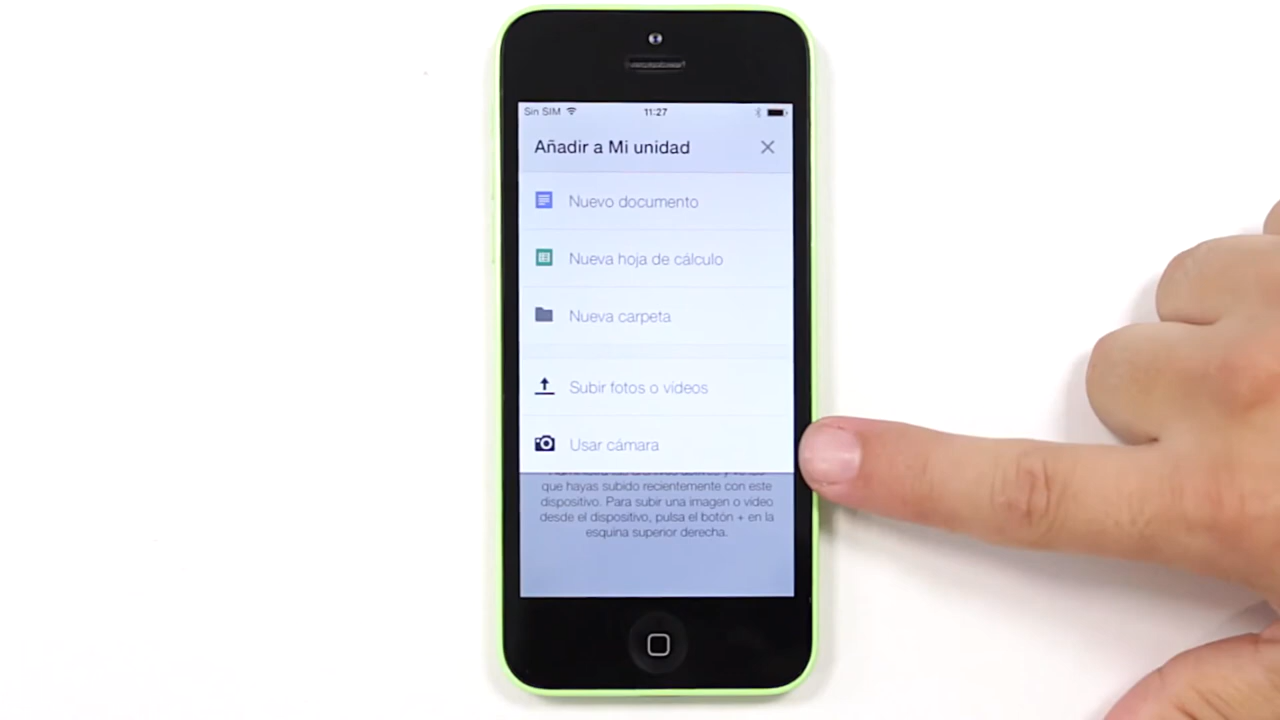 Sin SIM 11:27
Añadir a Mi unidad
Nuevo documento
Nueva hoja de cálculo
Nueva carpeta
Subir fotos o videos
Usar cámara
que hayas subido recientemente con este
dispositivo. Para subir una imagen o video
desde el dispositivo, pulsa el botón + en la
esquina superior derecha.